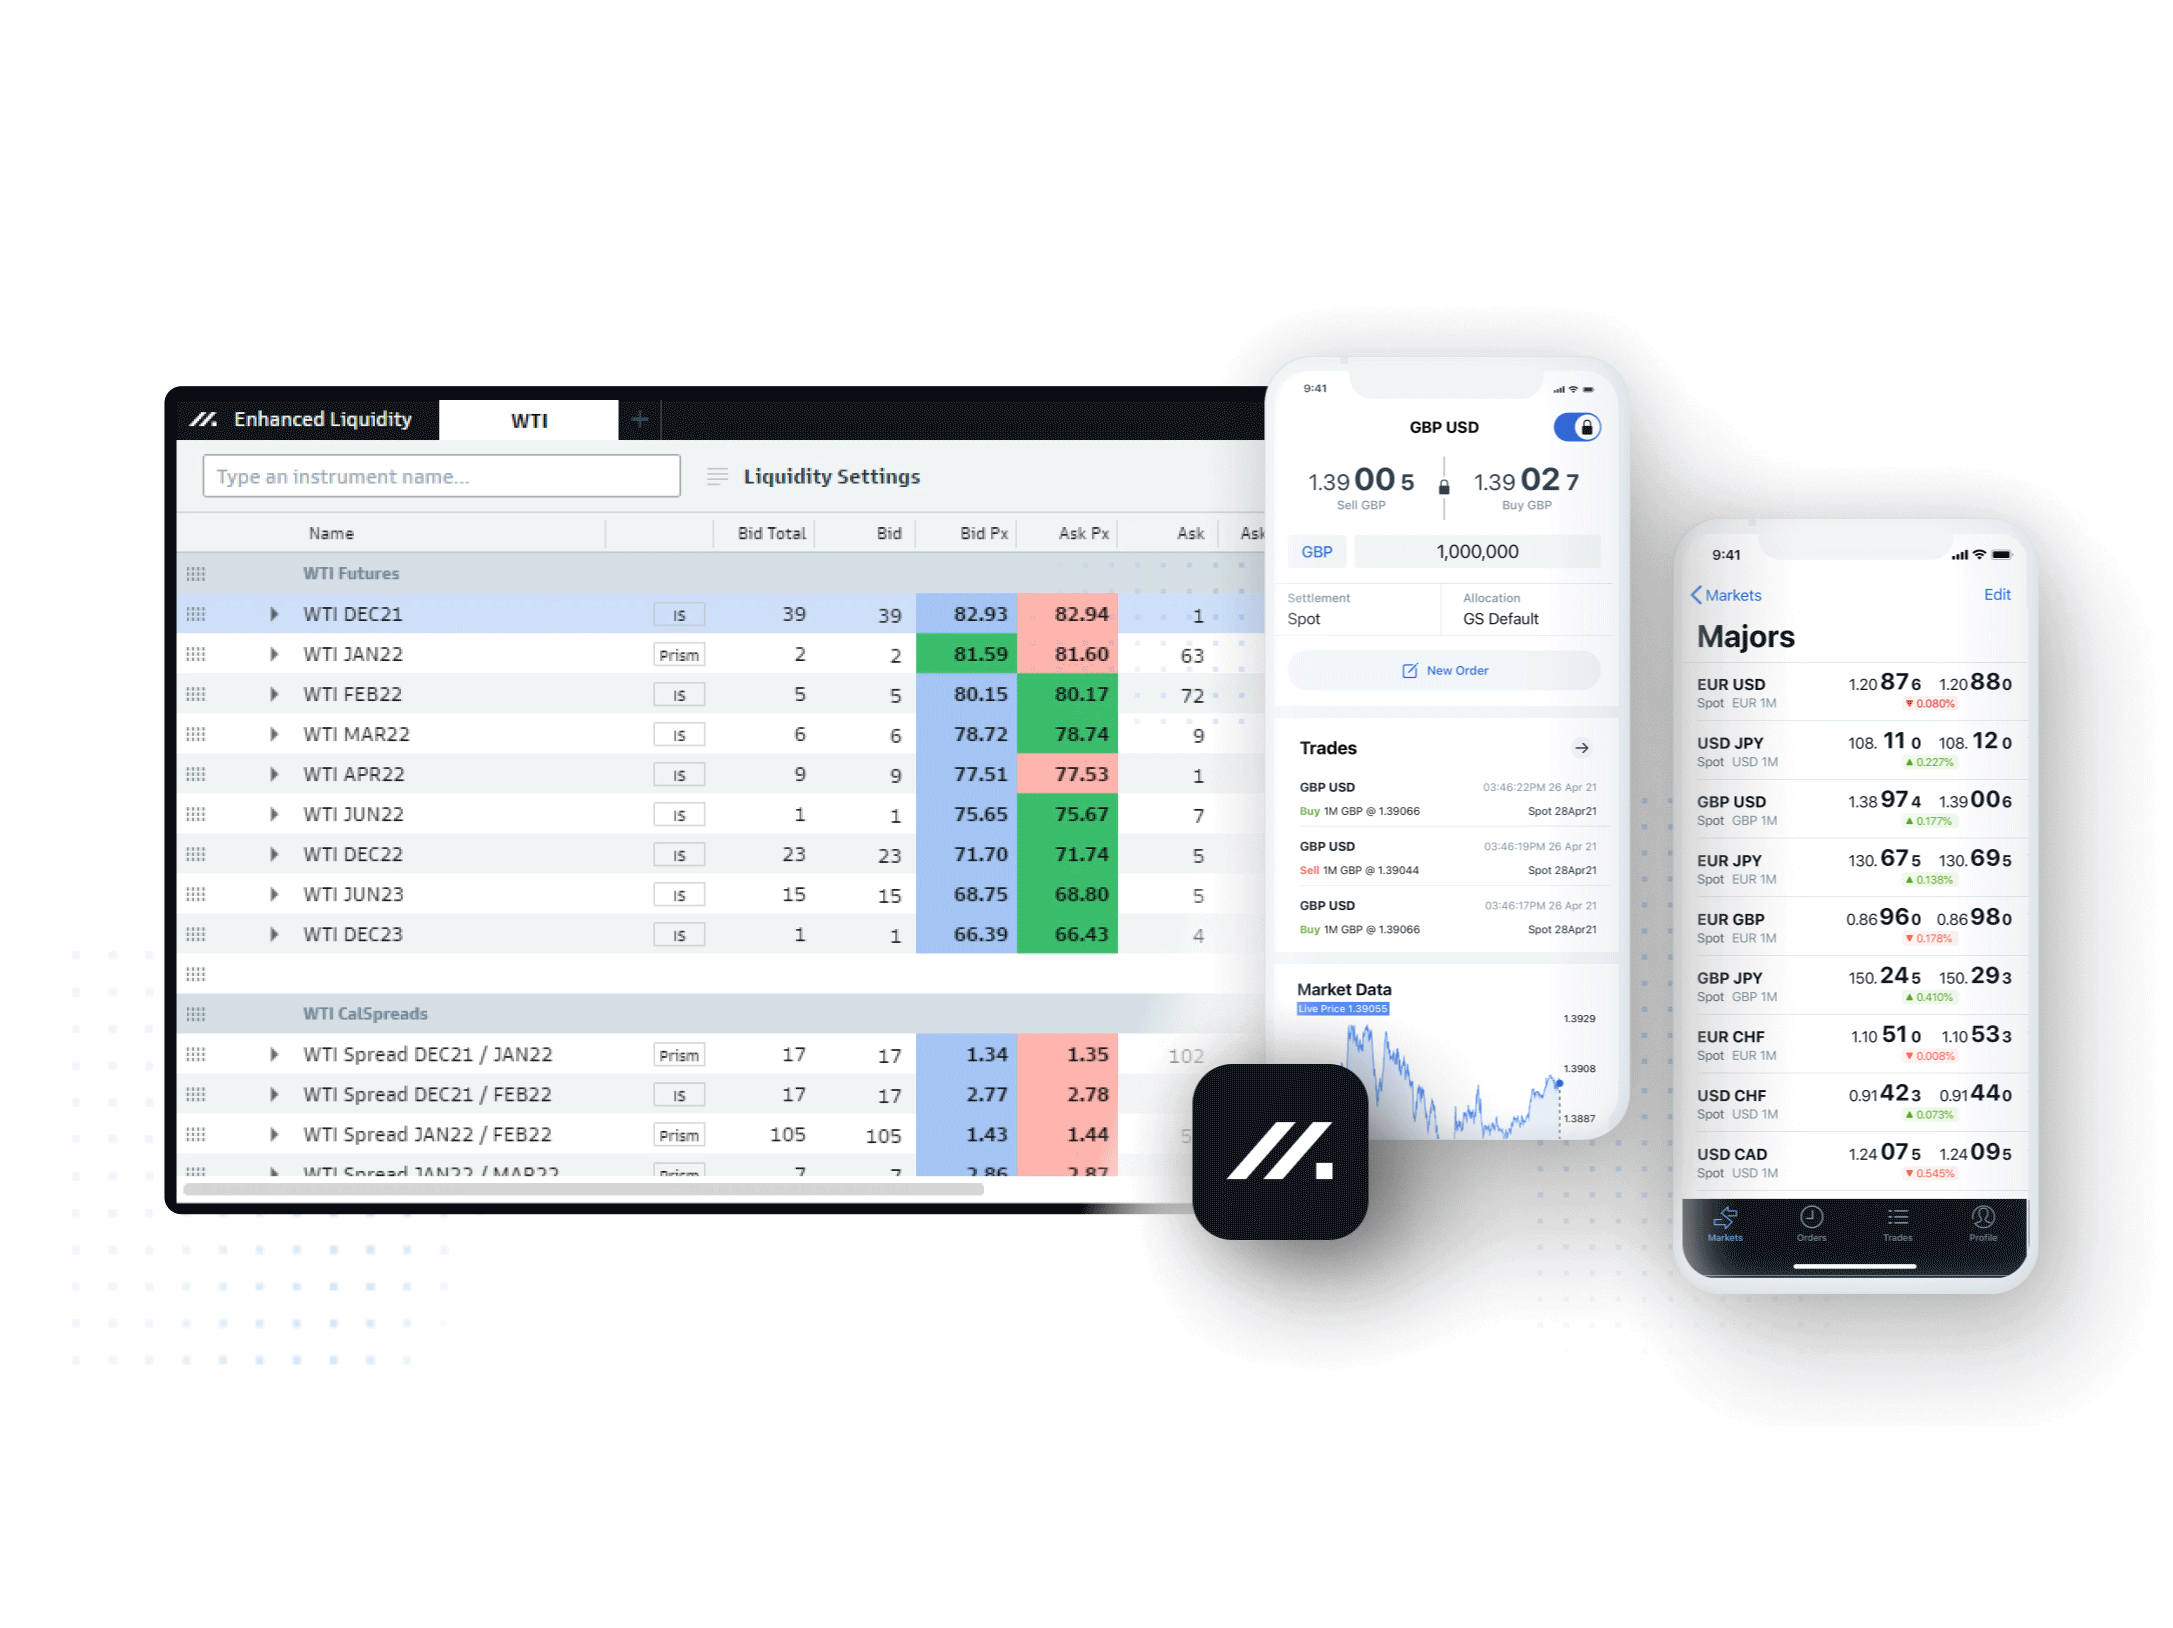 Enhanced Liquidity WTI +
Type an instrument name... Liquidity Settings
Name Bid Total Bid Bid Px Ask Px Ask Ask
WTI Futures
WTI DEC21 IS 39 39 82.93 82.94 1
WTI JAN22 Prism 2 2 81.59 81.60 63
WTI FEB22 IS 5 5 80.15 80.17 72
WTI MAR22 IS 6 6 78.72 78.74 9
WTI APR22 IS 9 9 77.51 77.53 1
WTI JUN22 IS 1 1 75.65 75.67 7
WTI DEC22 IS 23 23 71.70 71.74 5
WTI JUN23 IS 15 15 68.75 68.80 5
WTI DEC23 IS 1 1 66.39 66.43 4
WTI CalSpreads
WTI Spread DEC21 / JAN22 Prism 17 17 1.34 1.35 102
WTI Spread DEC21 / FEB22 IS 17 17 2.77 2.78
WTI Spread JAN22 / FEB22 Prism 105 105 1.43 1.44 5
WTI Spread JAN22 / MAR22 Prism 7 7 2.86 2.87
9:41
GBP USD
1.39 00 5 1.39 02 7
Sell GBP Buy GBP
GBP 1,000,000
Settlement Allocation
Spot GS Default
New Order
Trades
GBP USD 03:46:22PM 26 Apr 21
Buy 1M GBP @ 1.39066 Spot 28Apr21
GBP USD 03:46:19PM 26 Apr 21
Sell 1M GBP @ 1.39044 Spot 28Apr21
GBP USD 03:46:17PM 26 Apr 21
Buy 1M GBP @ 1.39066 Spot 28Apr21
Market Data
Live Price 1.39055
1.3929
1.3908
1.3887
9:41
Markets Edit
Majors
EUR USD 1.20 87 6 1.20 88 0
Spot EUR 1M 0.080%
USD JPY 108. 11 0 108. 12 0
Spot USD 1M 0.227%
GBP USD 1.38 97 4 1.39 00 6
Spot GBP 1M 0.177%
EUR JPY 130. 67 5 130. 69 5
Spot EUR 1M 0.138%
EUR GBP 0.86 96 0 0.86 98 0
Spot EUR 1M 0.178%
GBP JPY 150. 24 5 150. 29 3
Spot GBP 1M 0.410%
EUR CHF 1.10 51 0 1.10 53 3
Spot EUR 1M 0.008%
USD CHF 0.91 42 3 0.91 44 0
Spot USD 1M 0.073%
USD CAD 1.24 07 5 1.24 09 5
Spot USD 1M 0.545%
Markets Orders Trades Profile